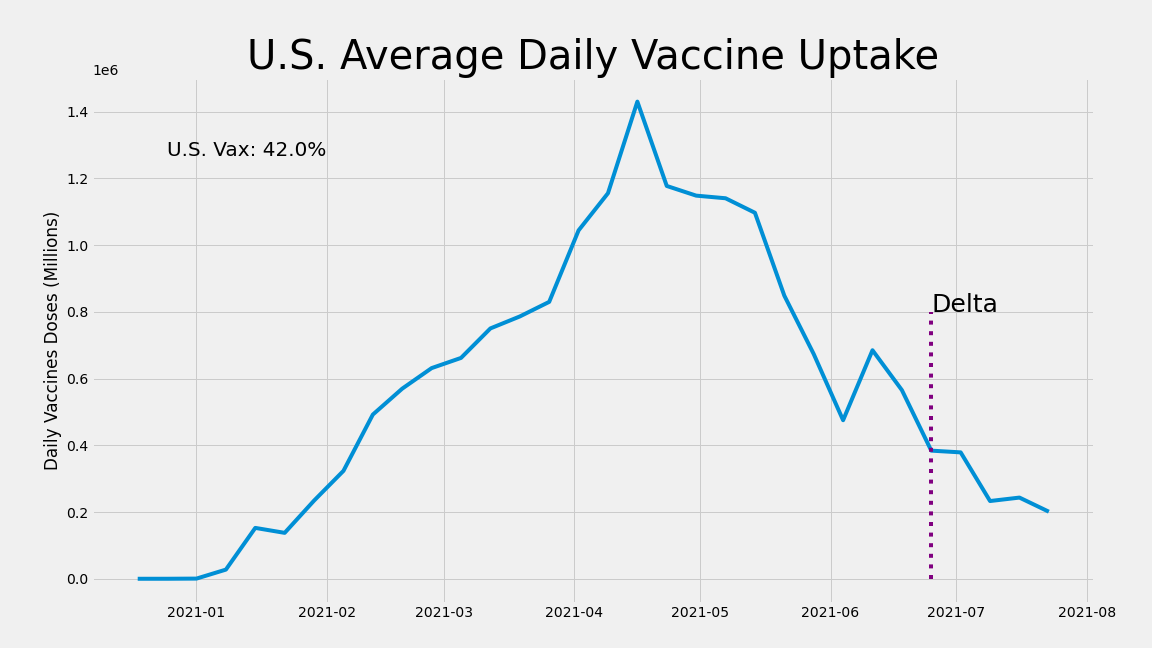 U.S. Average Daily Vaccine Uptake
1e6
1.4
U.S. Vax: 42.0%
1.2
1.0
Daily Vaccines Doses (Millions)
Delta
0.8
0.6
0.4
0.2
0.0
2021-01 2021-02 2021-03 2021-04 2021-05 2021-06 2021-07 2021-08